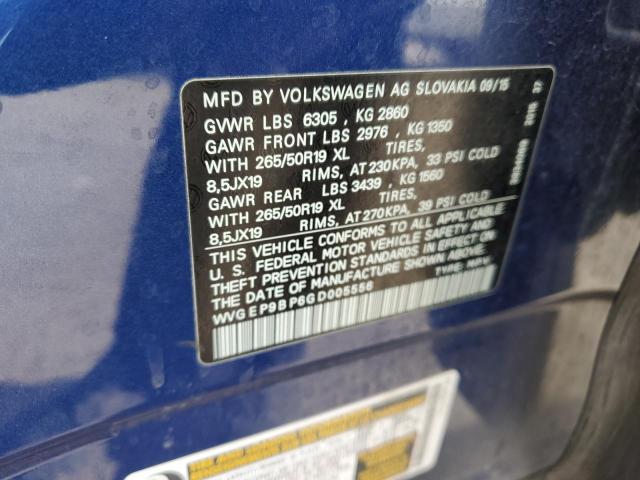 MFD BY VOLKSWAGEN AG SLOVAKIA 09/15
GVWR LBS 6305 , KG 2860
GAWR FRONT LBS 2976 , KG 1350
WITH 265/50R19 XL TIRES,
8,5JX19 RIMS, AT 230KPA, 33 PSI COLD
GAWR REAR LBS 3439 , KG 1560
WITH 265/50R19 XL TIRES,
8,5JX19 RIMS, AT 270KPA, 39 PSI COLD
THIS VEHICLE CONFORMS TO ALL APPLICABLE
U. S. FEDERAL MOTOR VEHICLE SAFETY AND
THEFT PREVENTION STANDARDS IN EFFECT ON
THE DATE OF MANUFACTURE SHOWN ABOVE
WVGEP9BP6GD005556 TYPE: MPV
2015 37